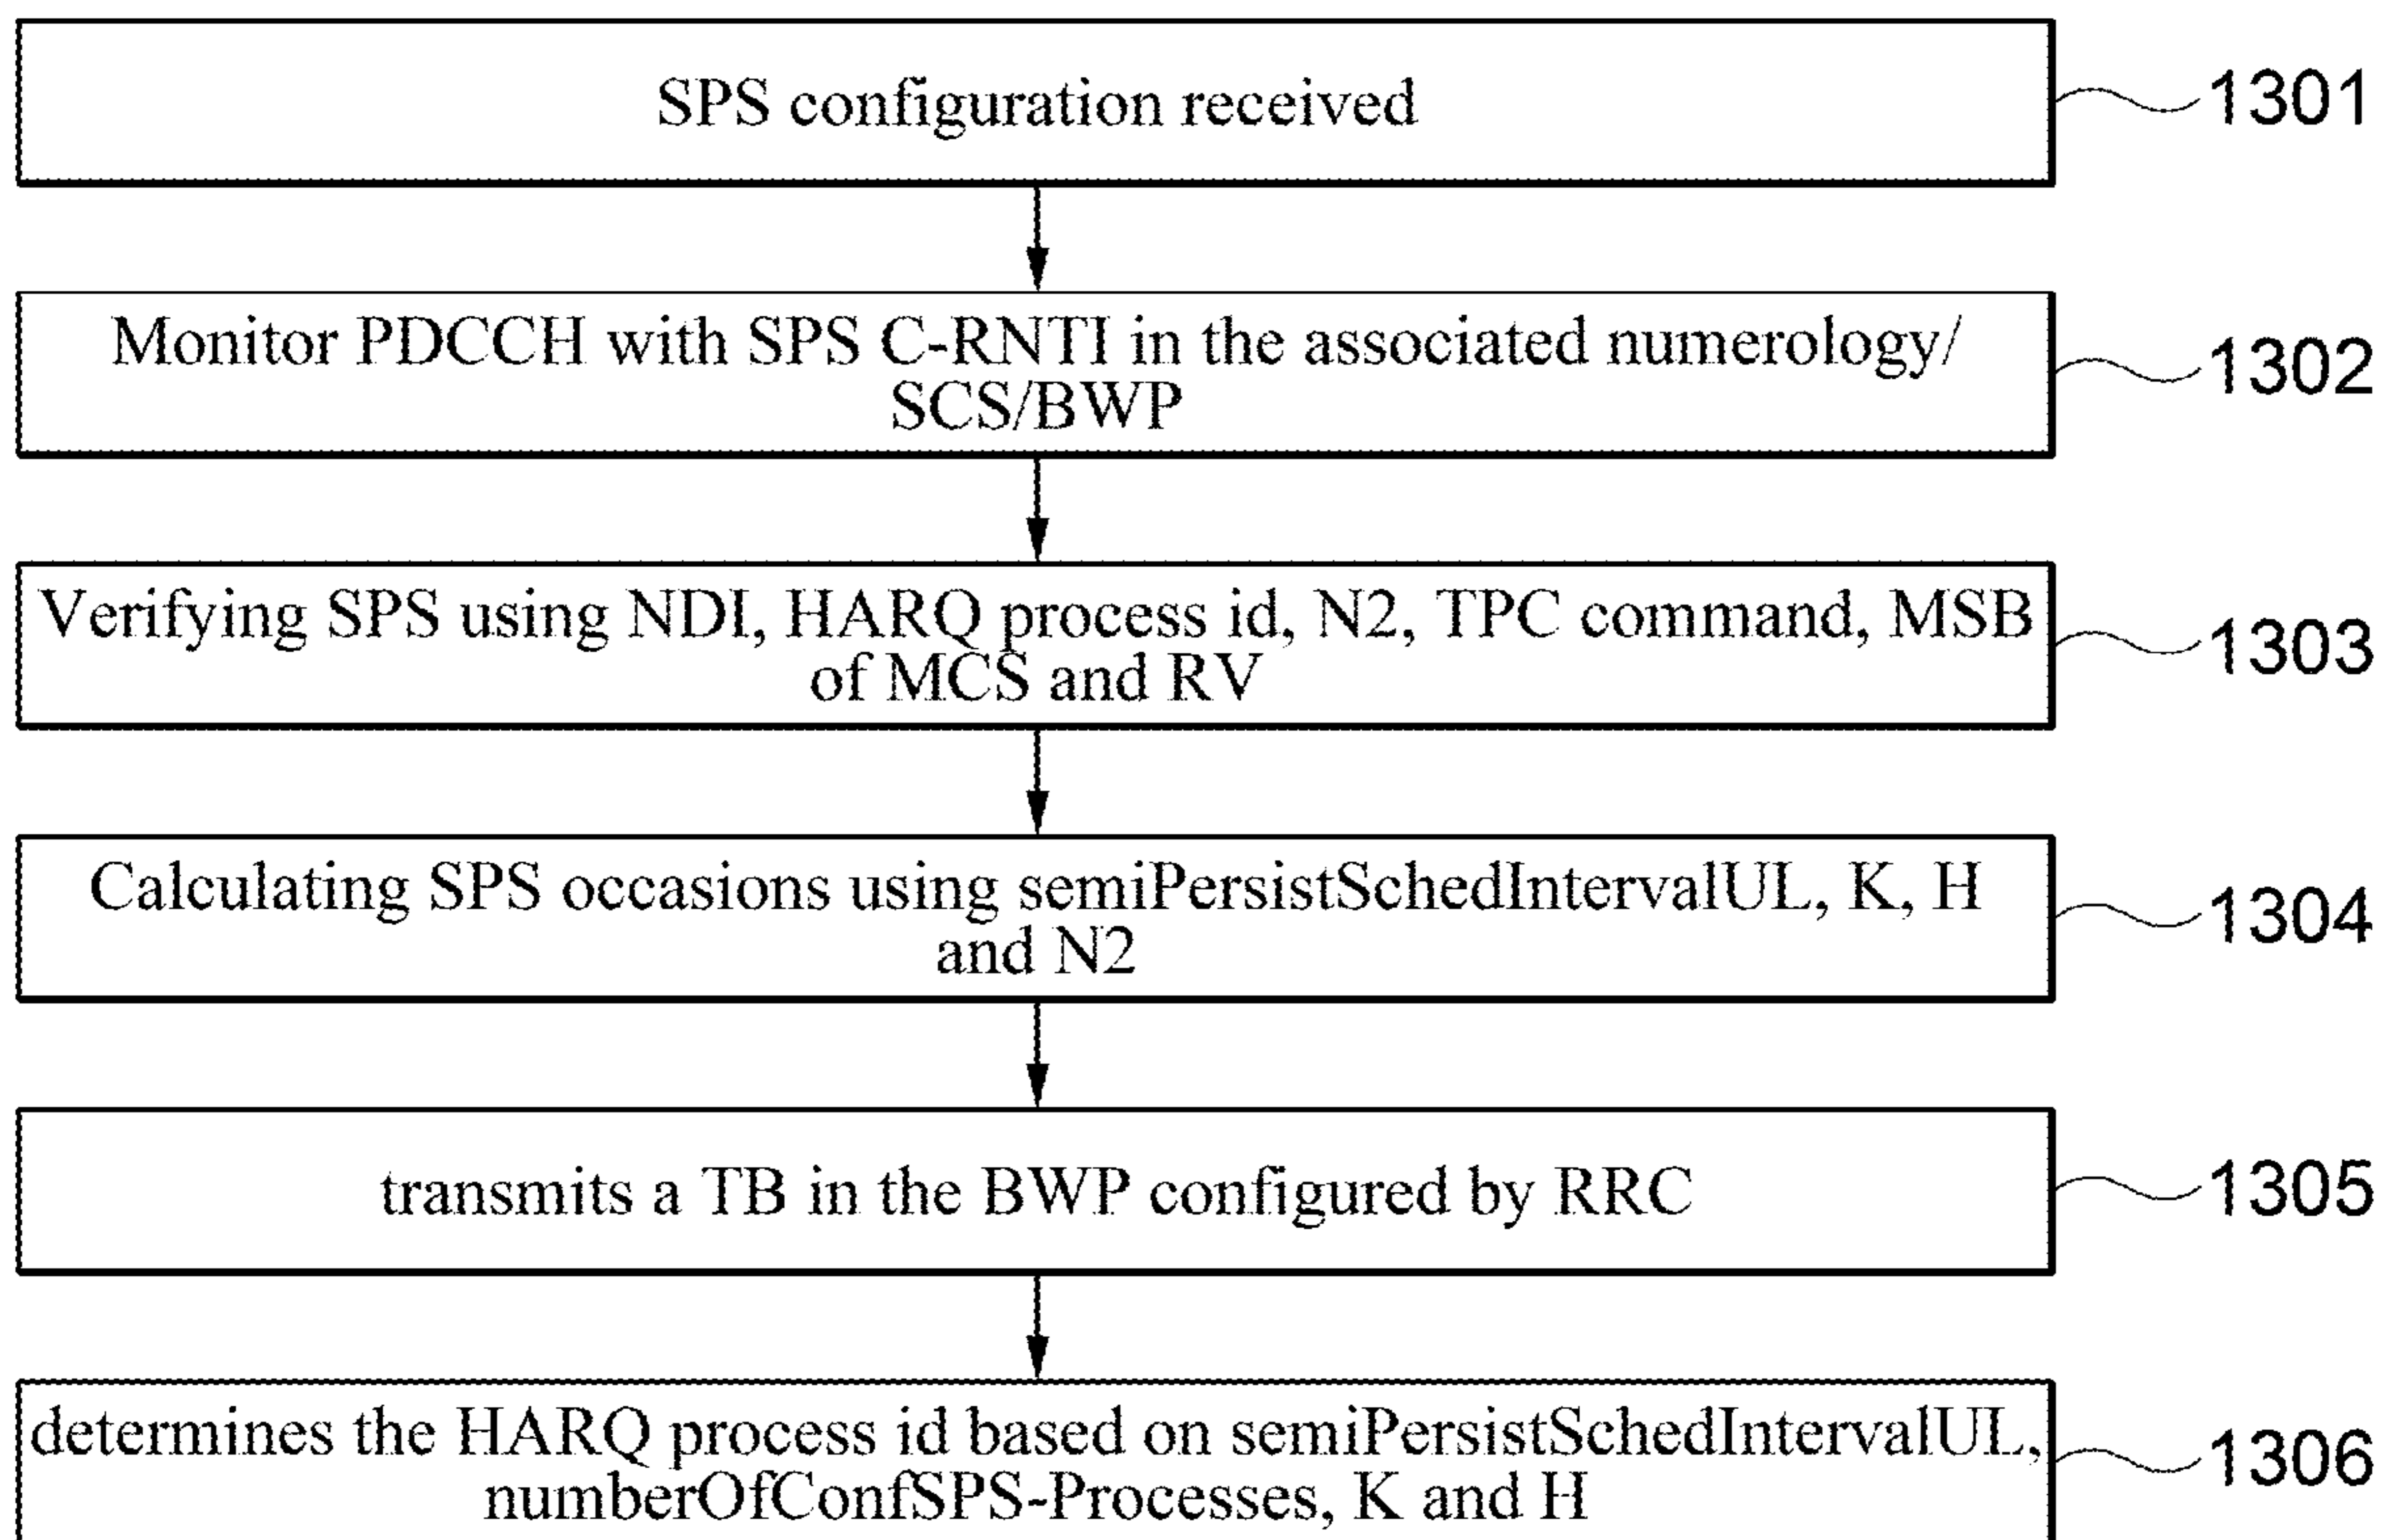 SPS configuration received
1301
Monitor PDCCH with SPS C-RNTI in the associated numerology/
SCS/BWP
1302
Verifying SPS using NDI, HARQ process id, N2, TPC command, MSB
of MCS and RV
1303
Calculating SPS occasions using semiPersistSchedIntervalUL, K, H
and N2
1304
transmits a TB in the BWP configured by RRC
1305
determines the HARQ process id based on semiPersistSchedIntervalUL,
numberOfConfSPS-Processes, K and H
1306